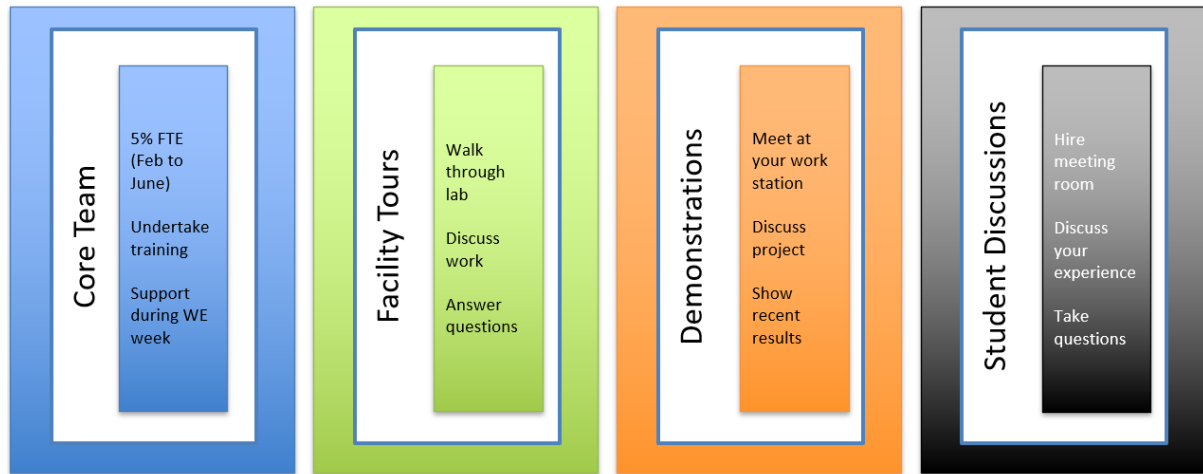 Core Team
5% FTE
(Feb to
June)
Undertake
training
Support
during WE
week
Facility Tours
Walk
through
lab
Discuss
work
Answer
questions
Demonstrations
Meet at
your work
station
Discuss
project
Show
recent
results
Student Discussions
Hire
meeting
room
Discuss
your
experience
Take
questions